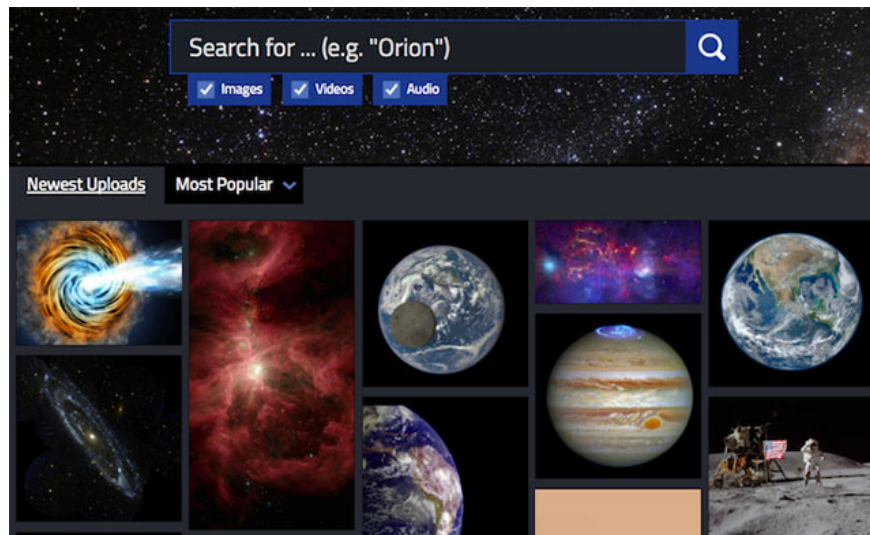 Search for ... (e.g. "Orion")
Images Videos Audio
Newest Uploads Most Popular